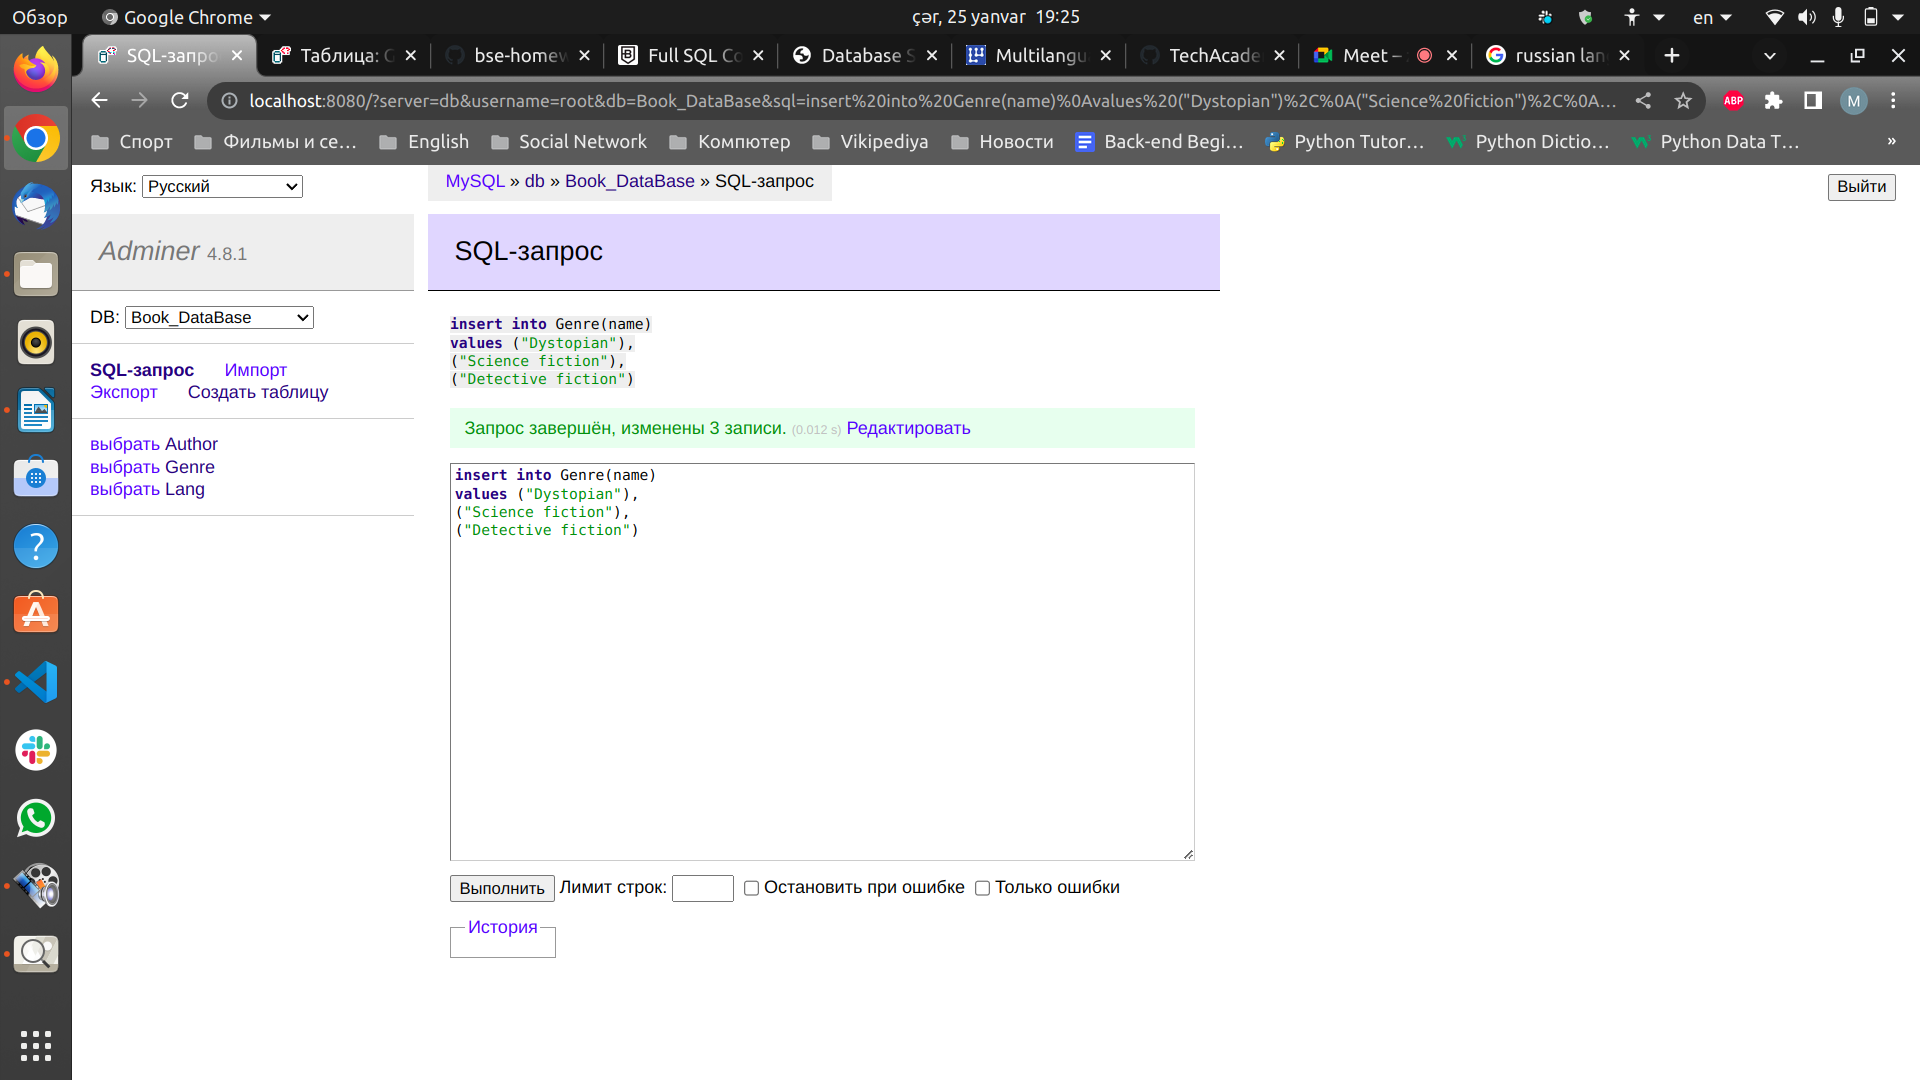 Обзор
Google Chrome
çər, 25 yanvar 19:25
en
SQL-запро
Таблица: G
bse-homew
Full SQL Co
Database S
Multilangu
TechAcade
Meet –
russian lan
localhost:8080/?server=db&username=root&db=Book_DataBase&sql=insert%20into%20Genre(name)%0Avalues%20("Dystopian")%2C%0A("Science%20fiction")%2C%0A...
ABP
M
Спорт
Фильмы и се...
English
Social Network
Компютер
Vikipediya
Новости
Back-end Begi...
Python Tutor...
Python Dictio...
Python Data T...
»
Язык: Русский
MySQL » db » Book_DataBase » SQL-запрос
Выйти
Adminer 4.8.1
SQL-запрос
DB: Book_DataBase
SQL-запрос Импорт
Экспорт Создать таблицу
выбрать Author
выбрать Genre
выбрать Lang
insert into Genre(name)
values ("Dystopian"),
("Science fiction"),
("Detective fiction")
Запрос завершён, изменены 3 записи. (0.012 s) Редактировать
insert into Genre(name)
values ("Dystopian"),
("Science fiction"),
("Detective fiction")
Выполнить Лимит строк: Остановить при ошибке Только ошибки
История